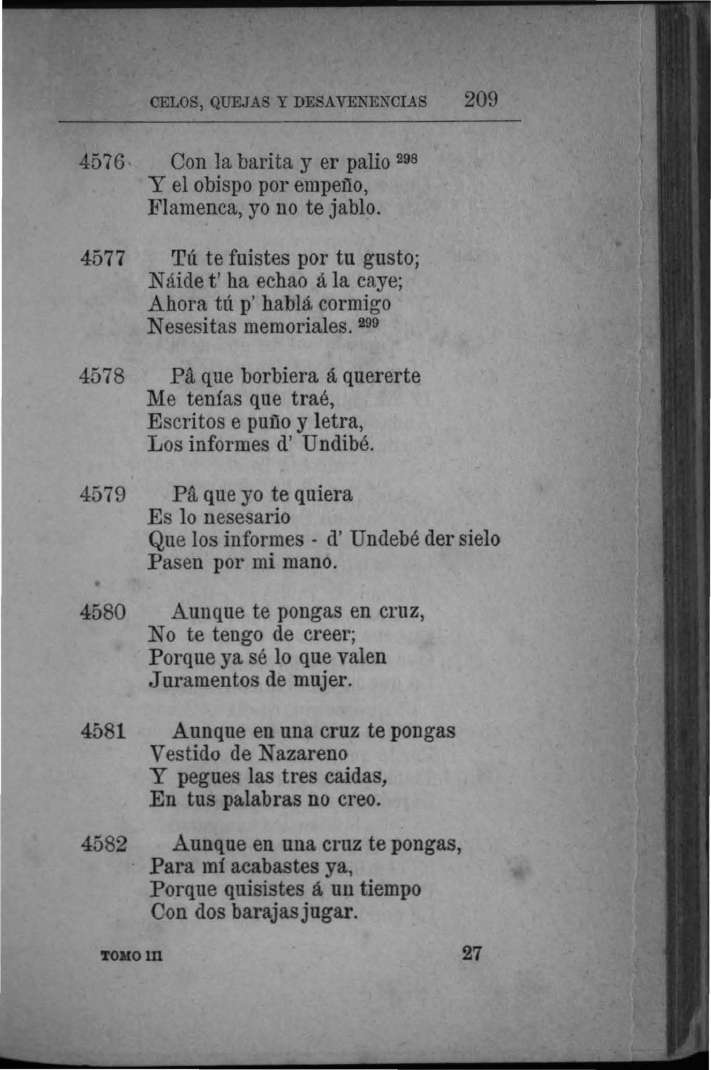 CELOS, QUEJAS Y DESAVENENCIAS 209
4576 Con la barita y er palio 298
Y el obispo por empeño,
Flamenca, yo no te jablo.
4577 Tú te fuistes por tu gusto;
Náide t' ha echao á la caye;
Ahora tú p' hablá cormigo
Nesesitas memoriales. 299
4578 Pâ que borbiera á quererte
Me tenías que traé,
Escritos e puño y letra,
Los informes d' Undibé.
4579 Pâ que yo te quiera
Es lo nesesario
Que los informes - d' Undebé der sielo
Pasen por mi mano.
4580 Aunque te pongas en cruz,
No te tengo de creer;
Porque ya sé lo que valen
Juramentos de mujer.
4581 Aunque en una cruz te pongas
Vestido de Nazareno
Y pegues las tres caidas,
En tus palabras no creo.
4582 Aunque en una cruz te pongas,
Para mí acabastes ya,
Porque quisistes á un tiempo
Con dos barajas jugar.
TOMO III 27